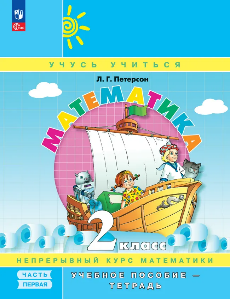 УЧУСЬ УЧИТЬСЯ
Л. Г. Петерсон
МАТЕМАТИКА
2 класс
НЕПРЕРЫВНЫЙ КУРС МАТЕМАТИКИ
ЧАСТЬ
ПЕРВАЯ
УЧЕБНОЕ ПОСОБИЕ —
ТЕТРАДЬ